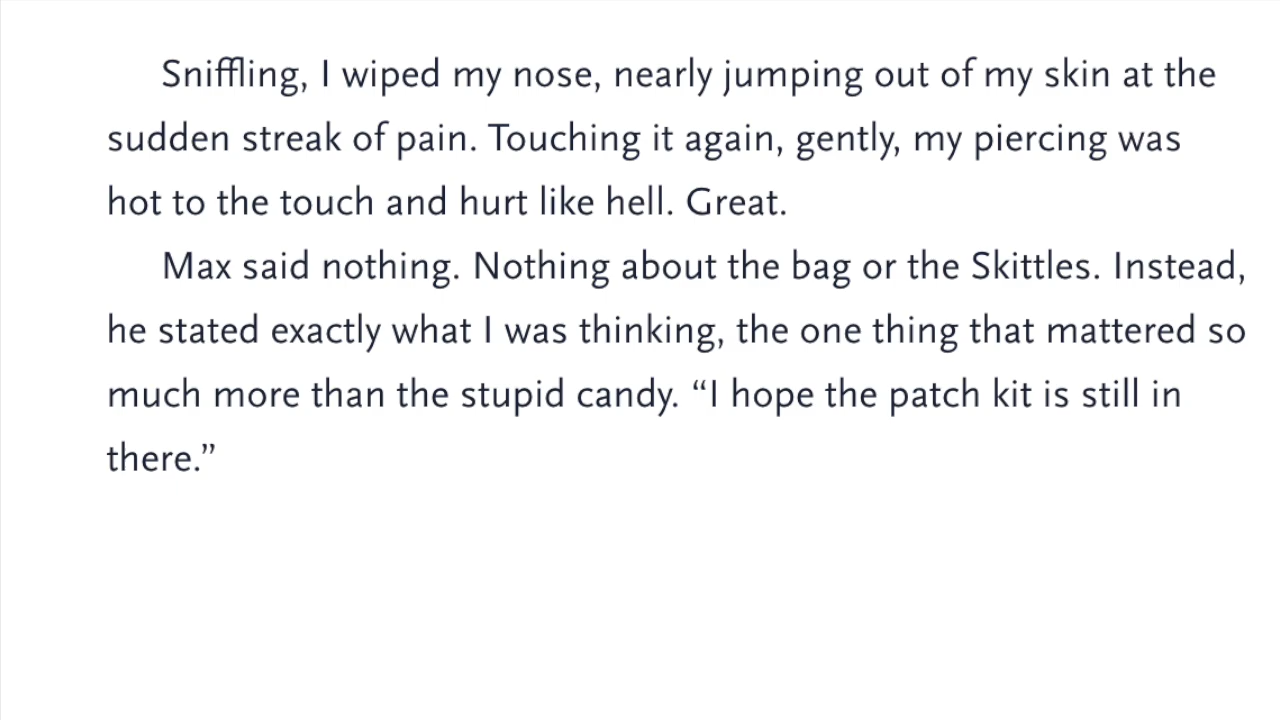 Sniffling, I wiped my nose, nearly jumping out of my skin at the
sudden streak of pain. Touching it again, gently, my piercing was
hot to the touch and hurt like hell. Great.
Max said nothing. Nothing about the bag or the Skittles. Instead,
he stated exactly what I was thinking, the one thing that mattered so
much more than the stupid candy. “I hope the patch kit is still in
there.”